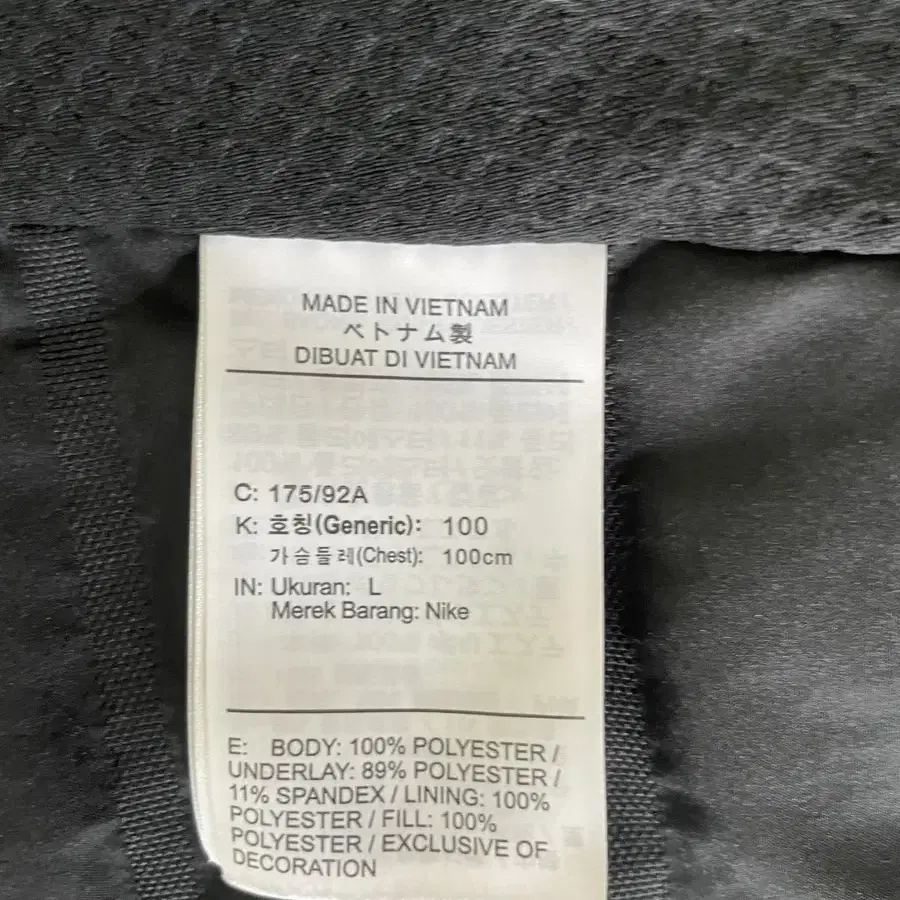 MADE IN VIETNAM
ベトナム製
DIBUAT DI VIETNAM
C: 175/92A
K: 호칭(Generic): 100
가슴둘레(Chest): 100cm
IN: Ukuran: L
Merek Barang: Nike
E: BODY: 100% POLYESTER /
UNDERLAY: 89% POLYESTER /
11% SPANDEX / LINING: 100%
POLYESTER / FILL: 100%
POLYESTER / EXCLUSIVE OF
DECORATION